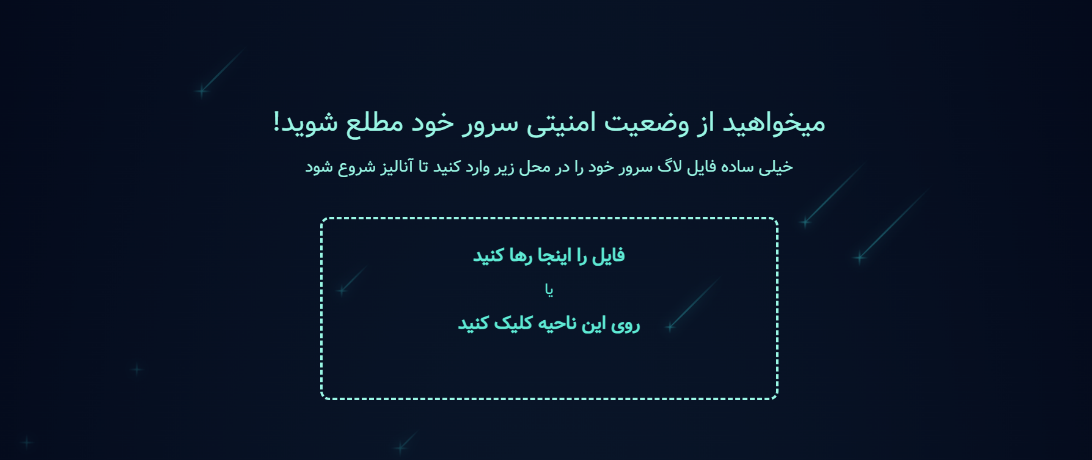 میخواهید از وضعیت امنیتی سرور خود مطلع شوید!
خیلی ساده فایل لاگ سرور خود را در محل زیر وارد کنید تا آنالیز شروع شود
فایل را اینجا رها کنید
یا
روی این ناحیه کلیک کنید